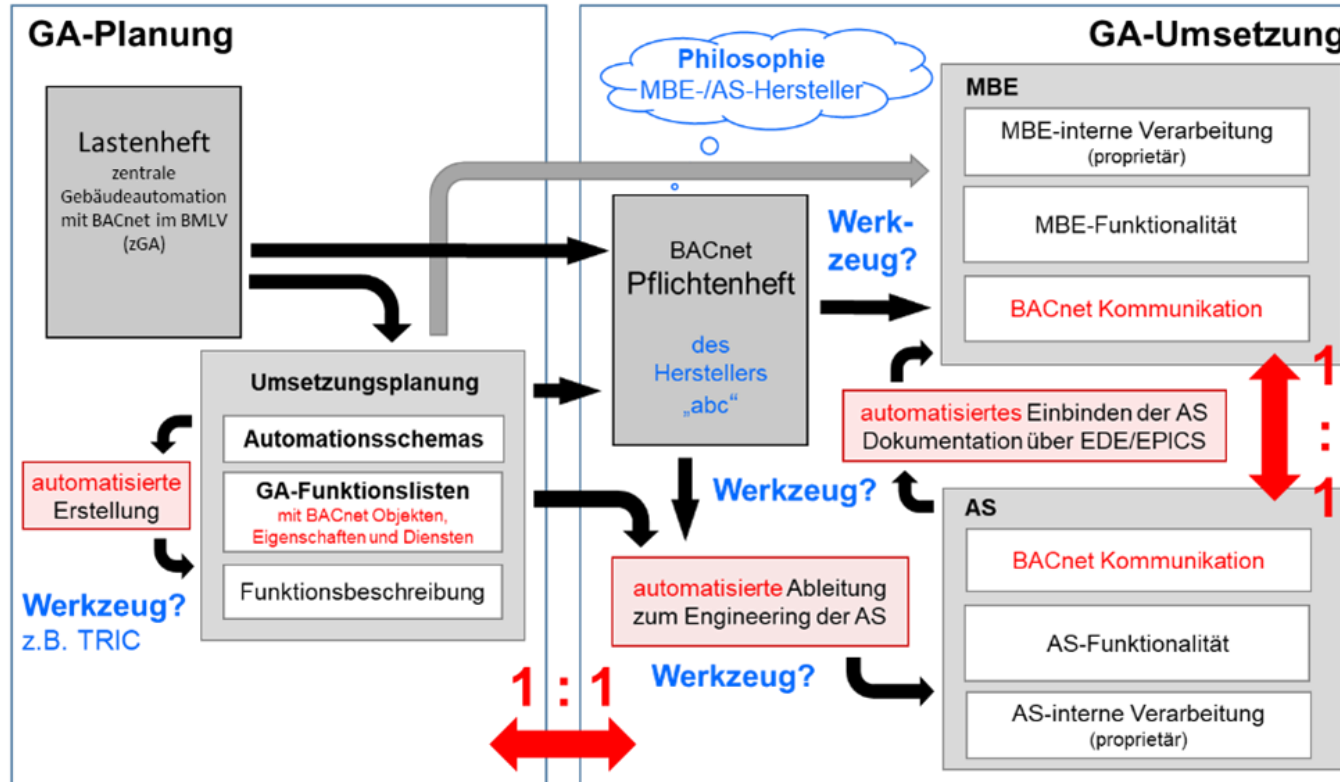 GA-Planung
Lastenheft
zentrale
Gebäudeautomation
mit BACnet im BMLV
(zGA)
Umsetzungsplanung
Automationsschemas
GA-Funktionslisten
mit BACnet Objekten,
Eigenschaften und Diensten
Funktionsbeschreibung
automatisierte
Erstellung
Werkzeug?
z.B. TRIC
1 : 1
GA-Umsetzung
Philosophie
MBE-/AS-Hersteller
BACnet
Pflichtenheft
des
Herstellers
„abc“
Werk-
zeug?
Werkzeug?
automatisierte Ableitung
zum Engineering der AS
Werkzeug?
MBE
MBE-interne Verarbeitung
(proprietär)
MBE-Funktionalität
BACnet Kommunikation
automatisiertes Einbinden der AS
Dokumentation über EDE/EPICS
1
:
1
AS
BACnet Kommunikation
AS-Funktionalität
AS-interne Verarbeitung
(proprietär)